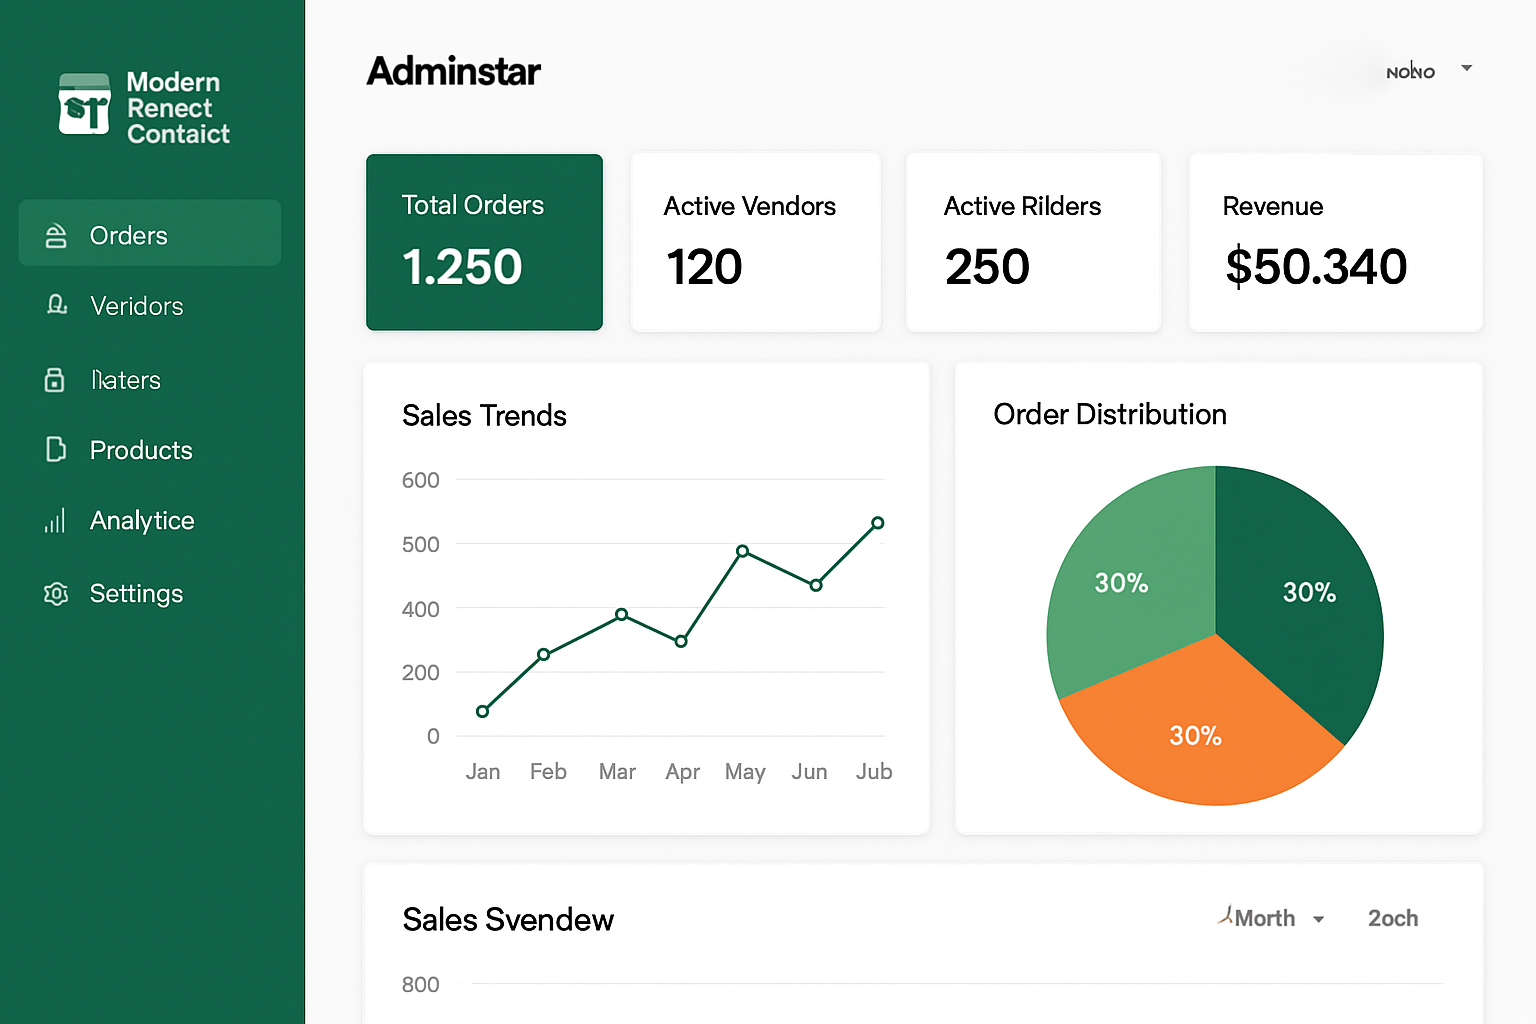 Modern
Renect
Contaict
Orders
Veridors
Products
Analytice
Settings
Adminstar
Total Orders
1.250
Active Vendors
120
Active Rilders
250
Revenue
$50.340
Sales Trends
600
500
400
200
0
Jan Feb Mar Apr May Jun Jub
Order Distribution
30%
30%
30%
Sales Svendew
Morth
2och
800